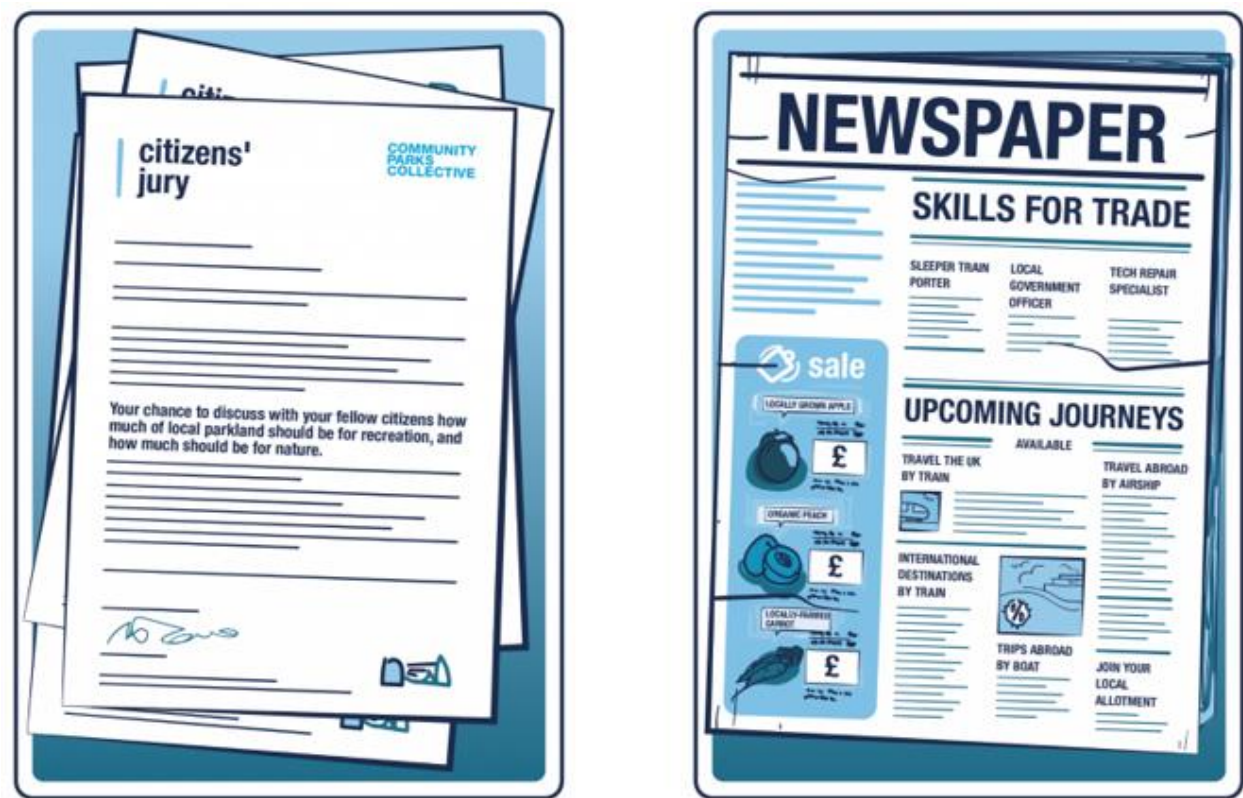 citizens'
jury
COMMUNITY
PARKS
COLLECTIVE
Your chance to discuss with your fellow citizens how
much of local parkland should be for recreation, and
how much should be for nature.
NEWSPAPER
SKILLS FOR TRADE
SLEEPER TRAIN
PORTER
LOCAL
GOVERNMENT
OFFICER
TECH REPAIR
SPECIALIST
sale
LOCALLY GROWN APPLE
£
ORGANIC PEACH
£
LOCALLY-FARMED
CARROT
£
UPCOMING JOURNEYS
AVAILABLE
TRAVEL THE UK
BY TRAIN
TRAVEL ABROAD
BY AIRSHIP
INTERNATIONAL
DESTINATIONS
BY TRAIN
%
TRIPS ABROAD
BY BOAT
JOIN YOUR
LOCAL
ALLOTMENT